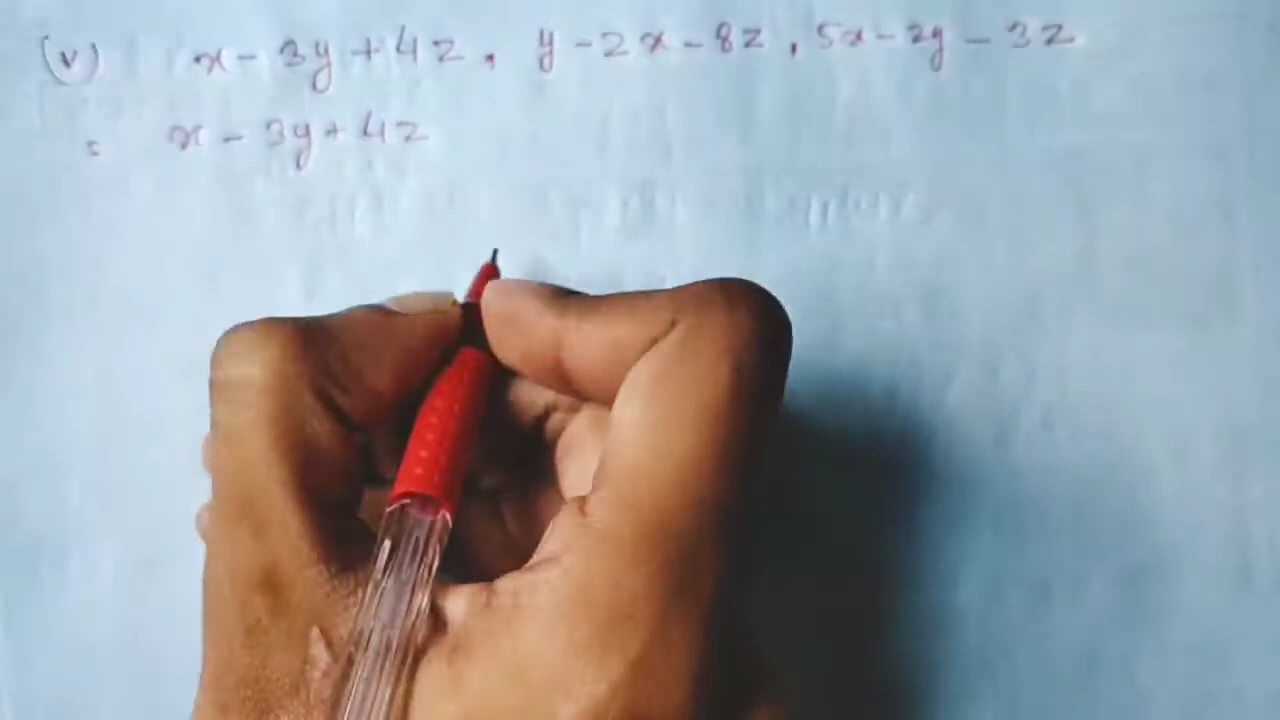 (v) x - 3y + 4z , y - 2x - 8z , 5x - 2y - 3z
= x - 3y + 4z